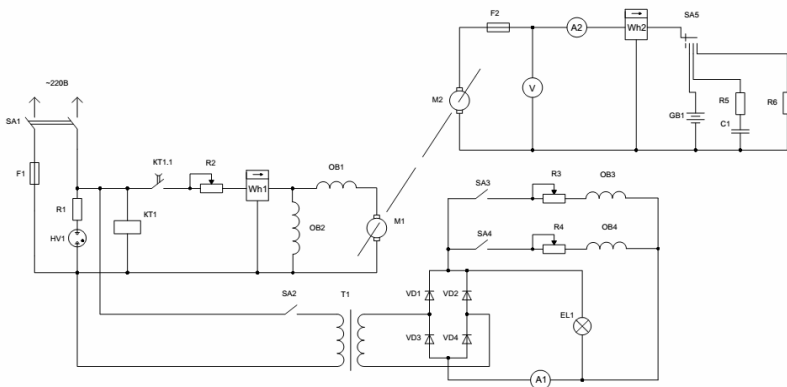 ~220В
SA1
F1
R1
HV1
KT1
KT1.1
R2
Wh1
OB1
OB2
M1
M2
F2
V
A2
Wh2
SA5
GB1
R5
C1
R6
SA3
R3
OB3
SA4
R4
OB4
SA2
T1
VD1
VD2
VD3
VD4
EL1
A1